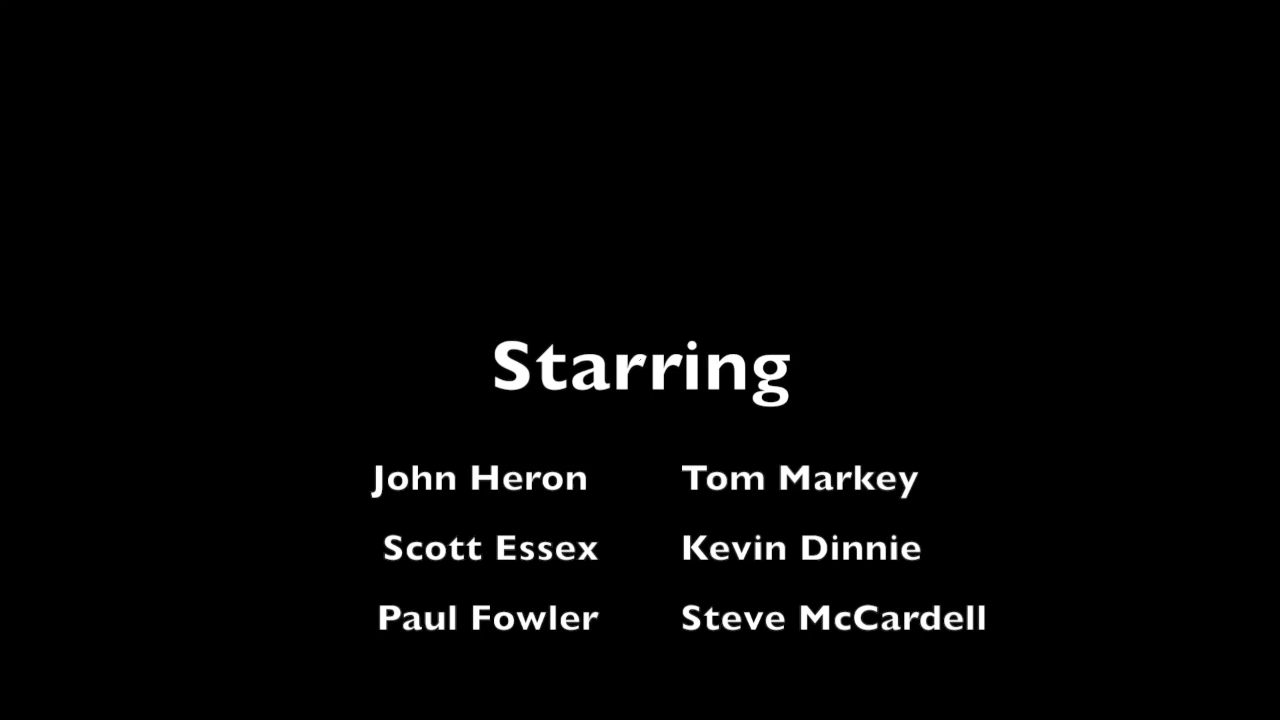 Starring
John Heron Tom Markey
Scott Essex Kevin Dinnie
Paul Fowler Steve McCardell